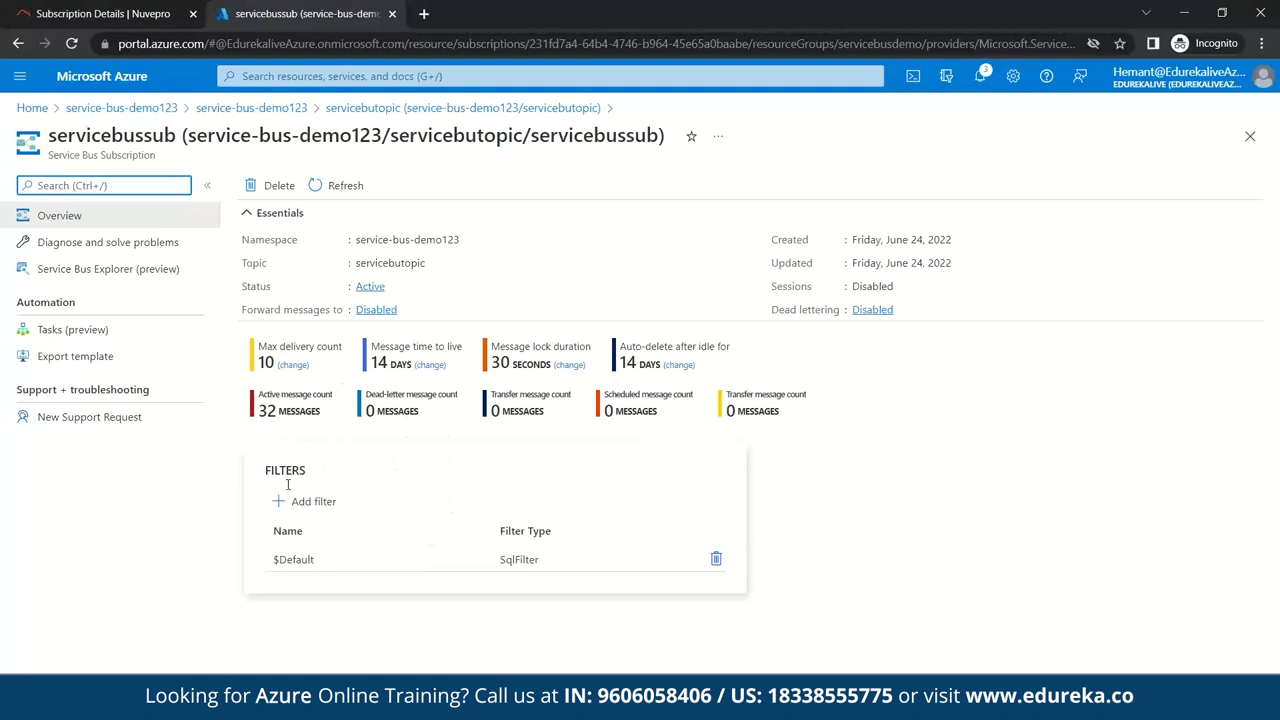 Subscription Details | Nuvepro
servicebussub (service-bus-demo
portal.azure.com/#@EdurekaliveAzure.onmicrosoft.com/resource/subscriptions/231fd7a4-64b4-4746-b964-45e65a0baabe/resourceGroups/servicebusdemo/providers/Microsoft.Service...
Incognito
Microsoft Azure
Search resources, services, and docs (G+/)
3
Hemant@EdurekaliveAz...
EDUREKALIVE (EDUREKALIVEAZ...
Home > service-bus-demo123 > service-bus-demo123 > servicebutopic (service-bus-demo123/servicebutopic) >
servicebussub (service-bus-demo123/servicebutopic/servicebussub)
Service Bus Subscription
Search (Ctrl+/)
Overview
Diagnose and solve problems
Service Bus Explorer (preview)
Automation
Tasks (preview)
Export template
Support + troubleshooting
New Support Request
Delete
Refresh
Essentials
Namespace : service-bus-demo123
Topic : servicebutopic
Status : Active
Forward messages to : Disabled
Created : Friday, June 24, 2022
Updated : Friday, June 24, 2022
Sessions : Disabled
Dead lettering : Disabled
Max delivery count
10 (change)
Message time to live
14 DAYS (change)
Message lock duration
30 SECONDS (change)
Auto-delete after idle for
14 DAYS (change)
Active message count
32 MESSAGES
Dead-letter message count
0 MESSAGES
Transfer message count
0 MESSAGES
Scheduled message count
0 MESSAGES
Transfer message count
0 MESSAGES
FILTERS
Add filter
Name Filter Type
$Default SqlFilter
Looking for Azure Online Training? Call us at IN: 9606058406 / US: 18338555775 or visit www.edureka.co